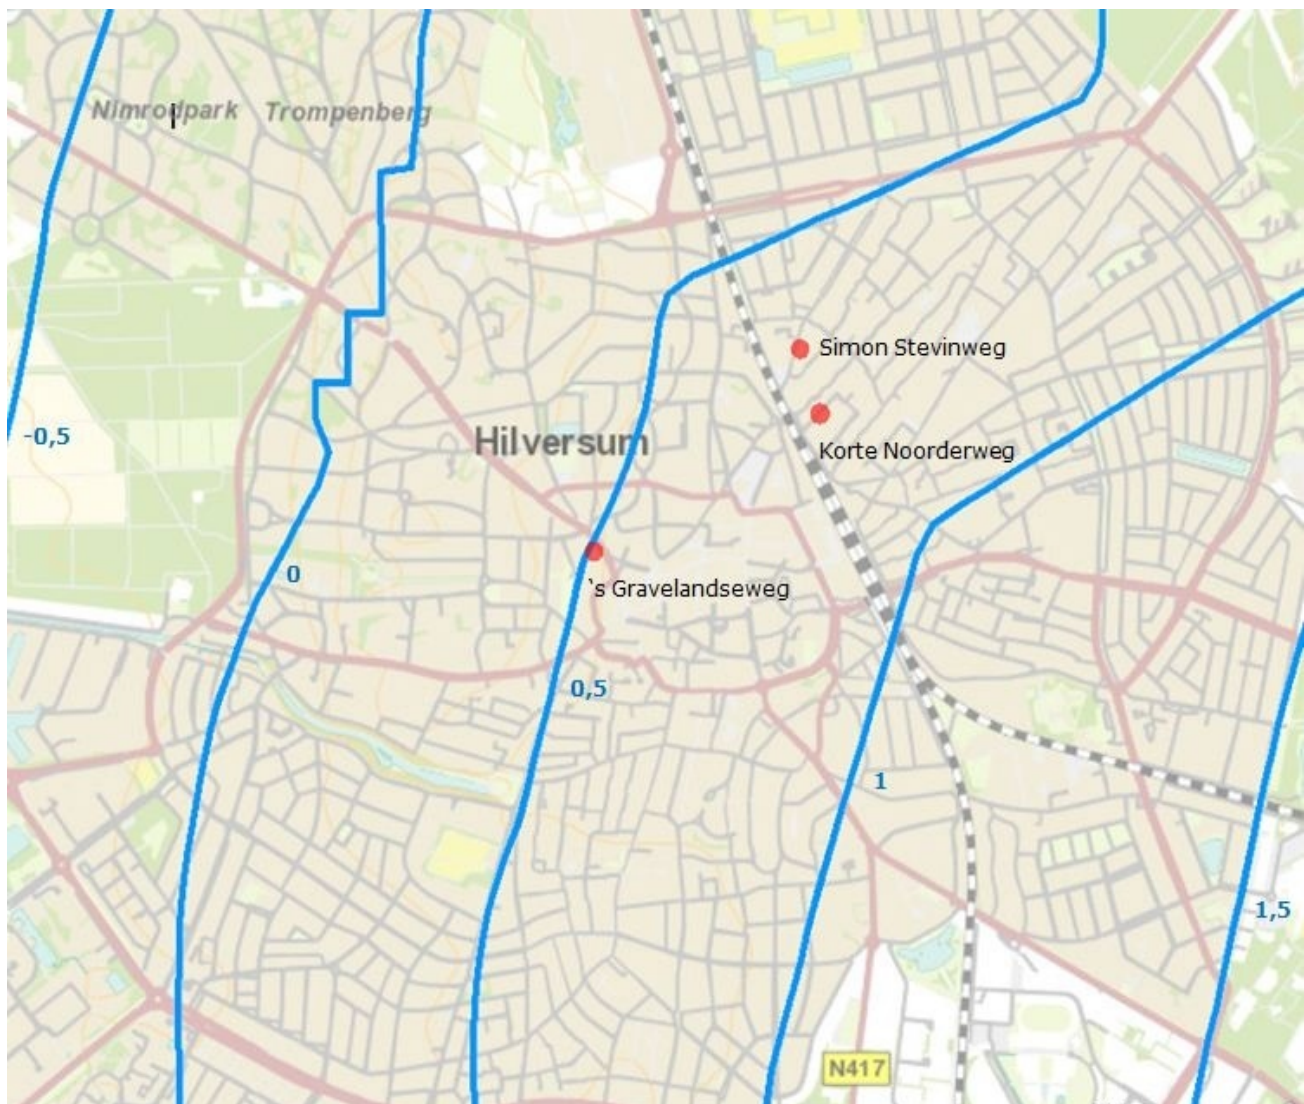 Nimrodpark
Trompenberg
Simon Stevinweg
-0,5
Hilversum
Korte Noorderweg
0
's Gravelandseweg
0,5
1
1,5
N417